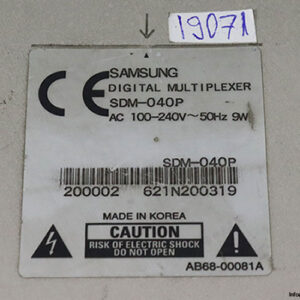 19071
CE SAMSUNG
DIGITAL MULTIPLEXER
SDM-040P
AC 100-240V~50Hz 9W
SDM-040P
200002 621N200319
MADE IN KOREA
CAUTION
RISK OF ELECTRIC SHOCK
DO NOT OPEN
AB68-00081A